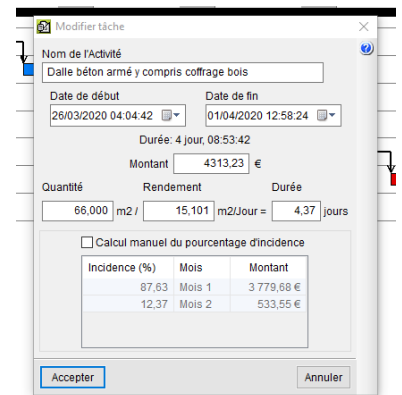 Modifier tâche
Nom de l'Activité
Dalle béton armé y compris coffrage bois
Date de début Date de fin
26/03/2020 04:04:42 01/04/2020 12:58:24
Durée: 4 jour, 08:53:42
Montant 4313,23 €
Quantité Rendement Durée
66,000 m2 / 15,101 m2/Jour = 4,37 jours
Calcul manuel du pourcentage d'incidence
Incidence (%) Mois Montant
87,63 Mois 1 3 779,68 €
12,37 Mois 2 533,55 €
Accepter Annuler